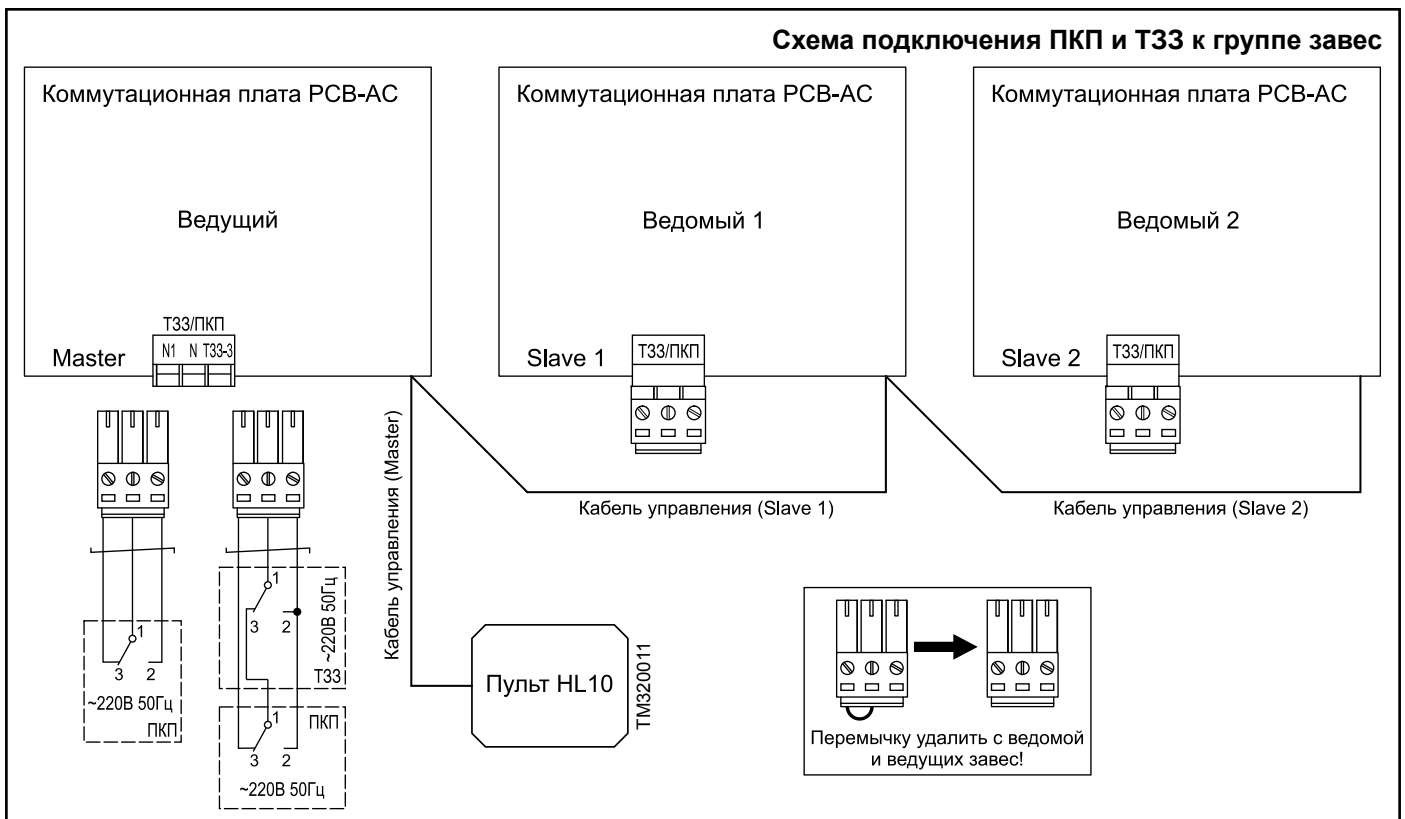 Схема подключения ПКП и ТЗЗ к группе завес
Коммутационная плата PCB-AC
Ведущий
ТЗЗ/ПКП
Master
N1 N ТЗЗ-3
Коммутационная плата PCB-AC
Ведомый 1
Slave 1
ТЗЗ/ПКП
Коммутационная плата PCB-AC
Ведомый 2
Slave 2
ТЗЗ/ПКП
Кабель управления (Master)
Кабель управления (Slave 1)
Кабель управления (Slave 2)
1
3 2
~220В 50Гц
ПКП
1
3 2
~220В 50Гц
ТЗЗ
1
ПКП
3 2
~220В 50Гц
Пульт HL10
TM320011
Перемычку удалить с ведомой
и ведущих завес!